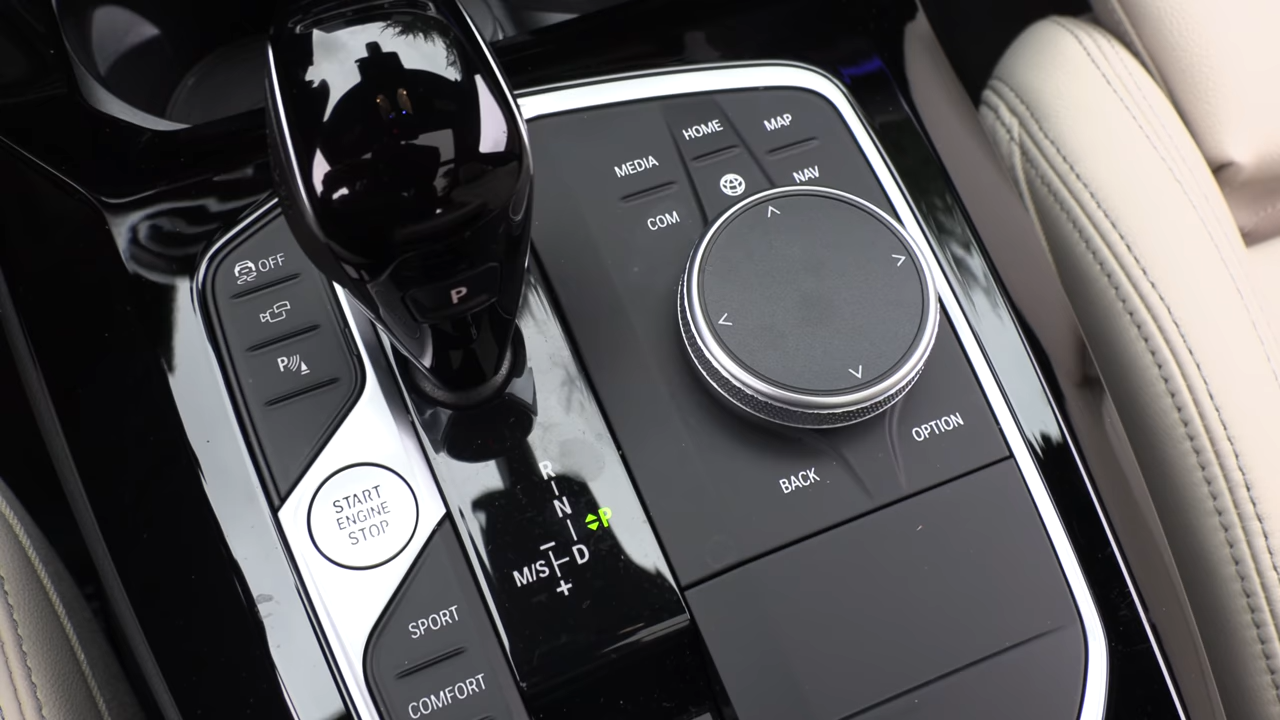 HOME
MAP
MEDIA
NAV
COM
OFF
P
P
START
ENGINE
STOP
R
N
P
D
M/S
+
OPTION
BACK
SPORT
COMFORT